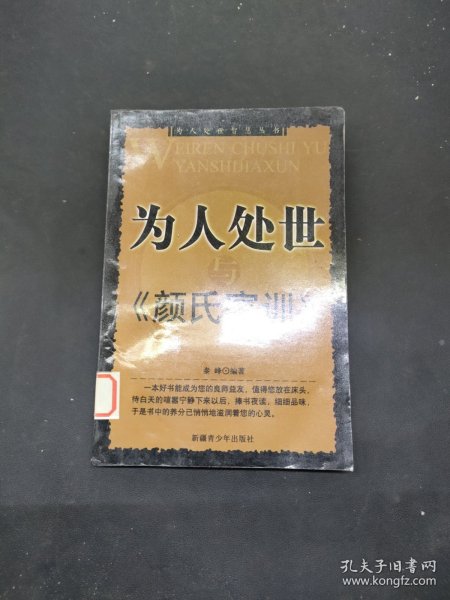 为人处世智慧丛书
WEIREN CHUSHI YU
YANSHIJIAXUN
为人处世
与
《颜氏家训》
秦峰◎编著
一本好书能成为您的良师益友，值得您放在床头，
待白天的喧嚣宁静下来以后，捧书夜读，细细品味，
于是书中的养分已悄悄地滋润着您的心灵。
新疆青少年出版社
孔夫子旧书网
www.kongfz.com